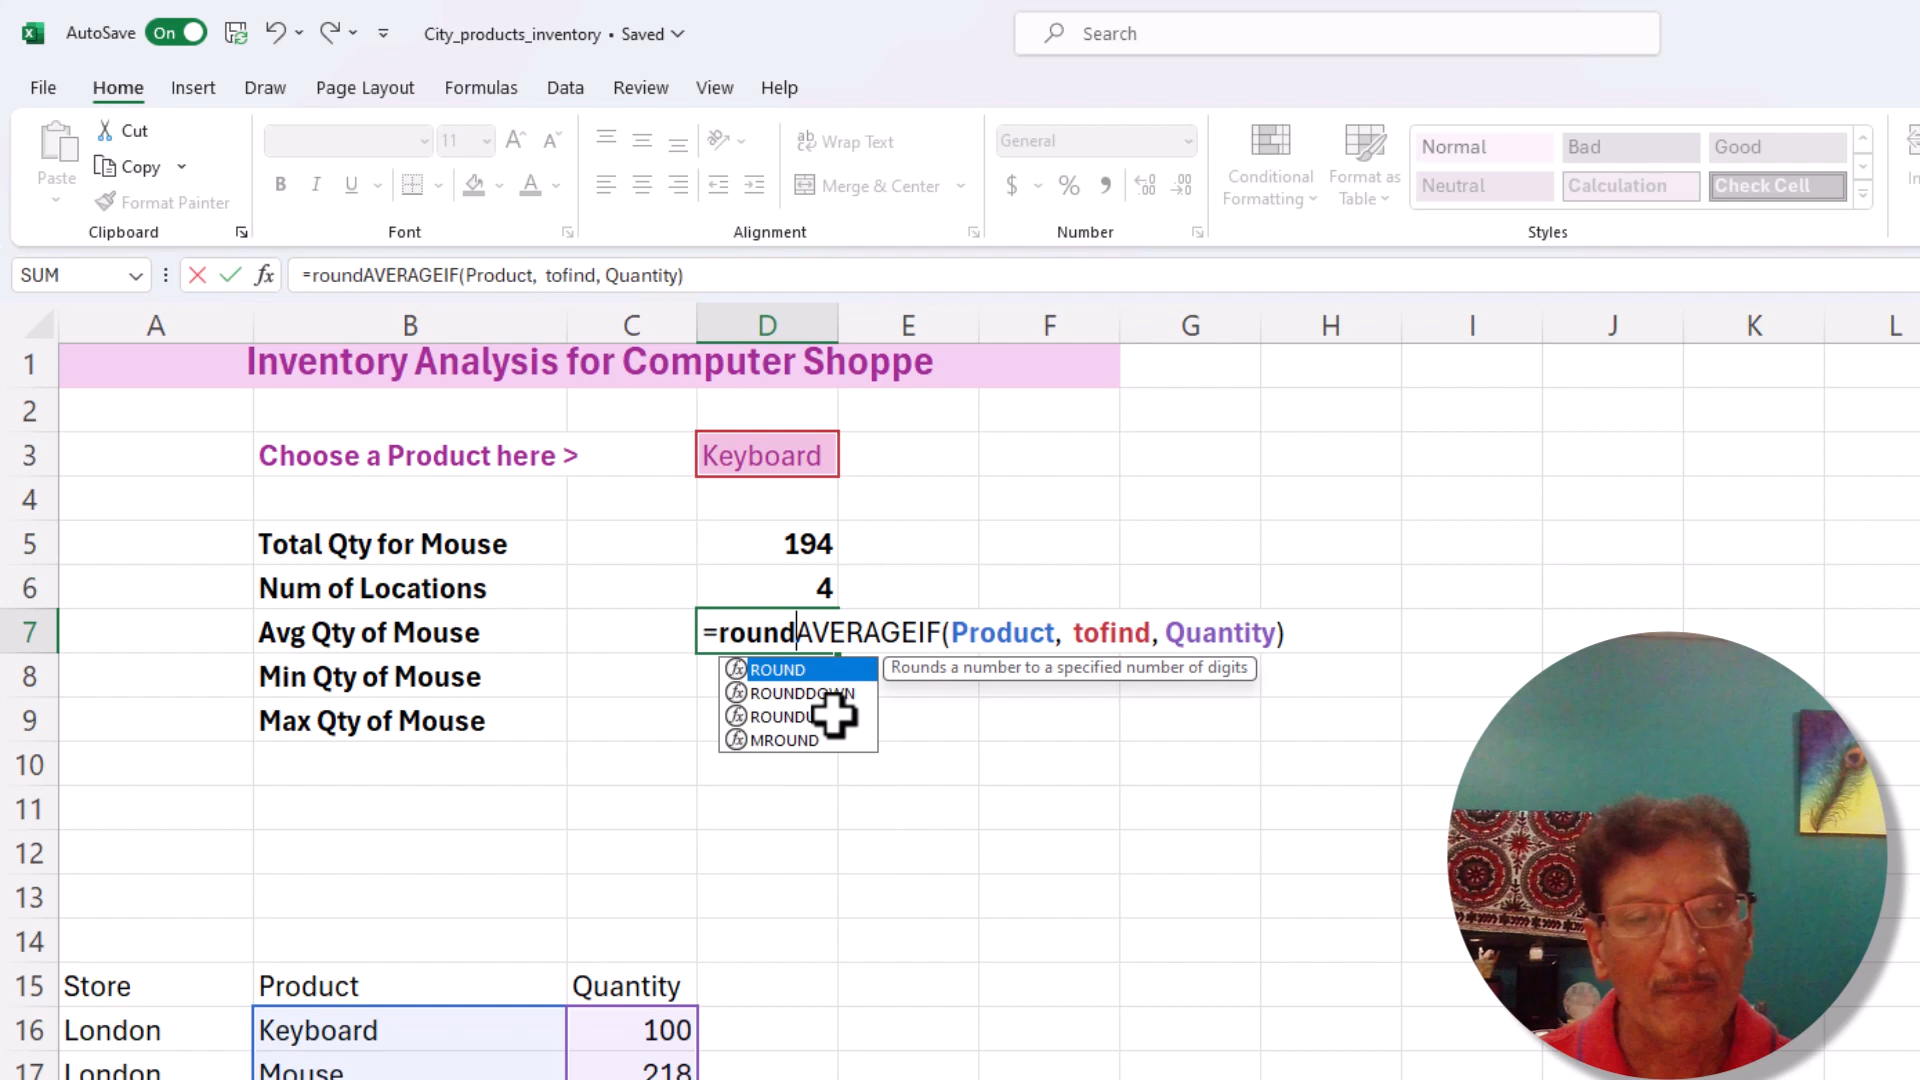 AutoSave On City_products_inventory • Saved Search
File Home Insert Draw Page Layout Formulas Data Review View Help
Paste Cut Copy Format Painter Clipboard
11 B I U Font
ab Wrap Text Merge & Center Alignment
General $ % Number
Conditional Formatting Format as Table
Normal Bad Good
Neutral Calculation Check Cell
Styles
SUM fx =roundAVERAGEIF(Product, tofind, Quantity)
A B C D E F G H I J K L
1 Inventory Analysis for Computer Shoppe
2
3 Choose a Product here > Keyboard
4
5 Total Qty for Mouse 194
6 Num of Locations 4
7 Avg Qty of Mouse =roundAVERAGEIF(Product, tofind, Quantity)
ROUND Rounds a number to a specified number of digits
8 Min Qty of Mouse ROUNDDOWN
9 Max Qty of Mouse
MROUND
10
11
12
13
14
15 Store Product Quantity
16 London Keyboard 100
17 London Mouse 218